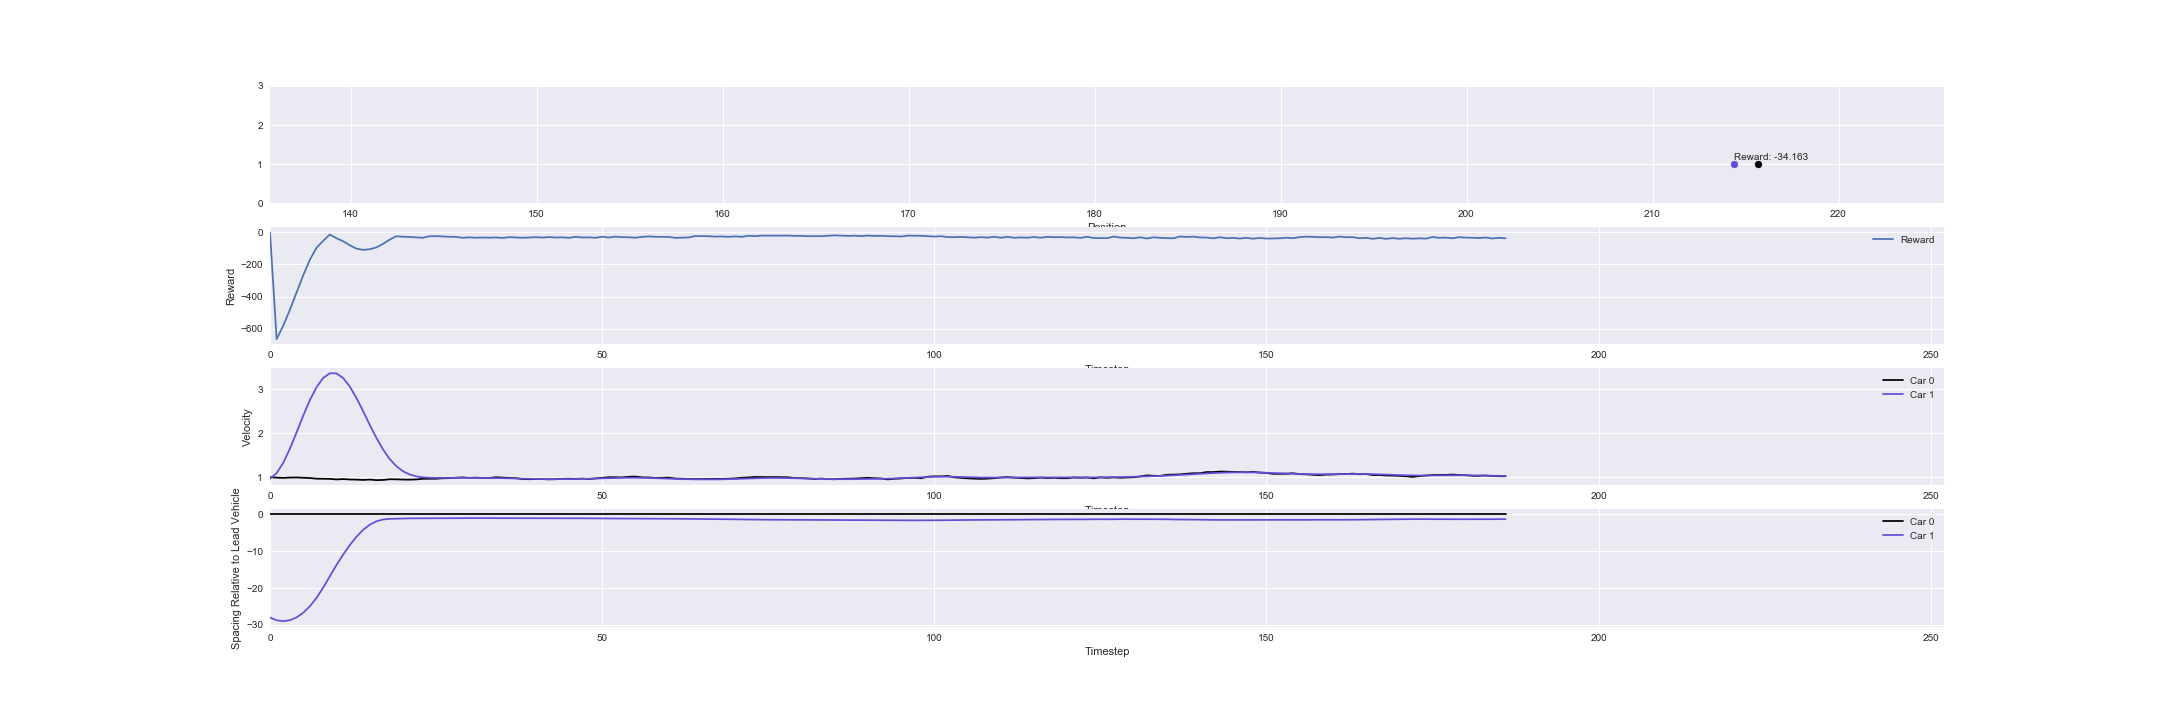 3
2
1
0
Reward: -34.163
140 150 160 170 180 190 200 210 220
Position
Reward
0
−200
−400
−600
Reward
0 50 100 150 200 250
Timestep
Velocity
3
2
1
Car 0
Car 1
0 50 100 150 200 250
Timestep
Spacing Relative to Lead Vehicle
0
−10
−20
−30
Car 0
Car 1
0 50 100 150 200 250
Timestep